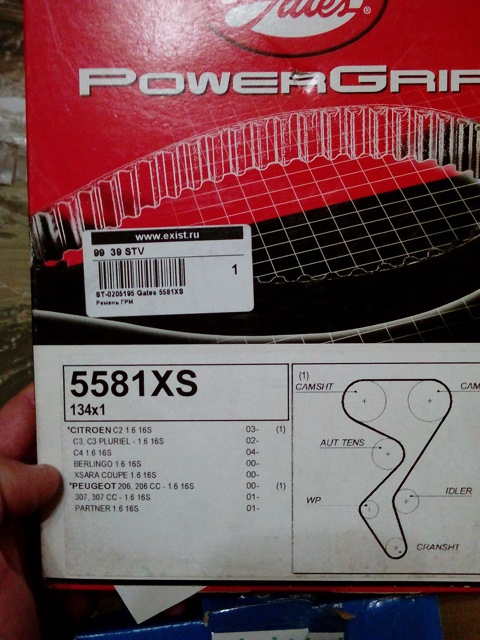 Gates®
POWERGRIP
www.exist.ru
99 39 STV
1
ST-0205195 Gates 5581XS
Ремень ГРМ
5581XS
134x1
*CITROEN C2 1.6 16S 03- (1)
C3, C3 PLURIEL - 1.6 16S 02-
C4 1.6 16S 04-
BERLINGO 1.6 16S 00-
XSARA COUPE 1.6 16S 00-
*PEUGEOT 206, 206 CC - 1.6 16S 00- (1)
307, 307 CC - 1.6 16S 01-
PARTNER 1.6 16S 01-
(1)
CAMSHT
CAM
AUT TENS
WP
IDLER
CRANSHT